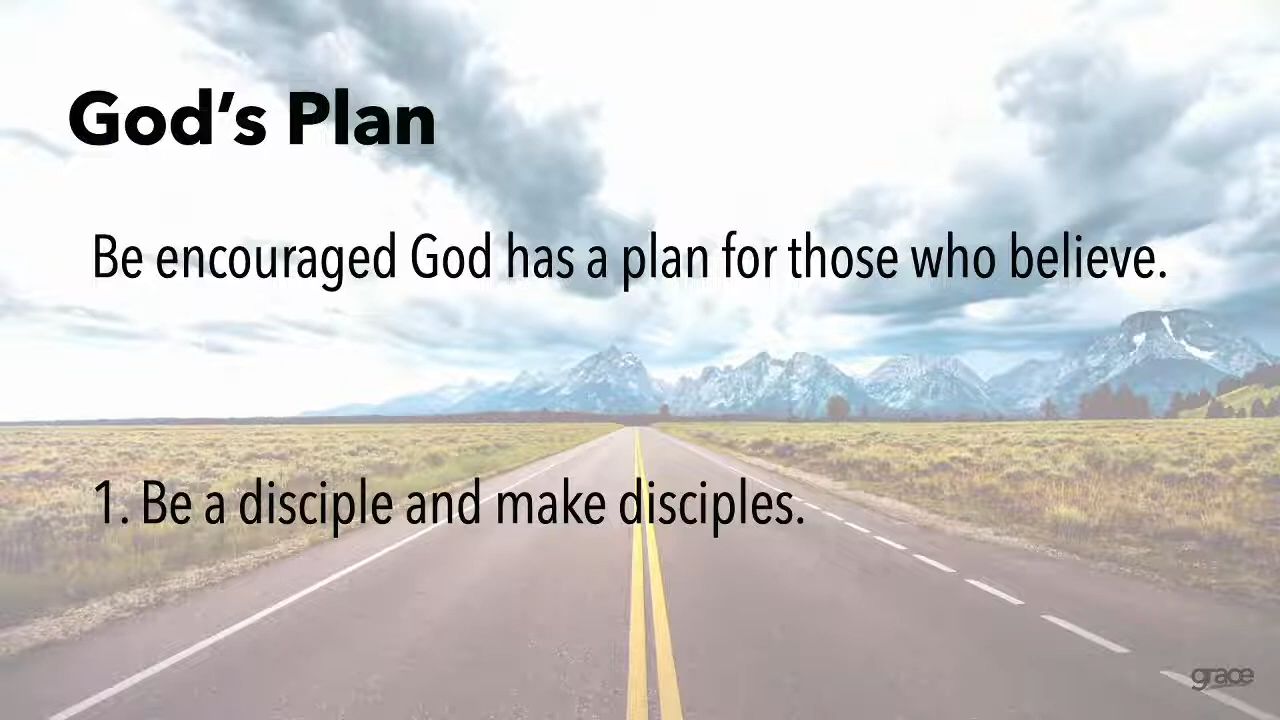 God’s Plan
Be encouraged God has a plan for those who believe.
1. Be a disciple and make disciples.
grace